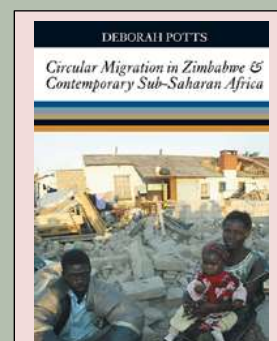 DEBORAH POTTS
Circular Migration in Zimbabwe &
Contemporary Sub-Saharan Africa